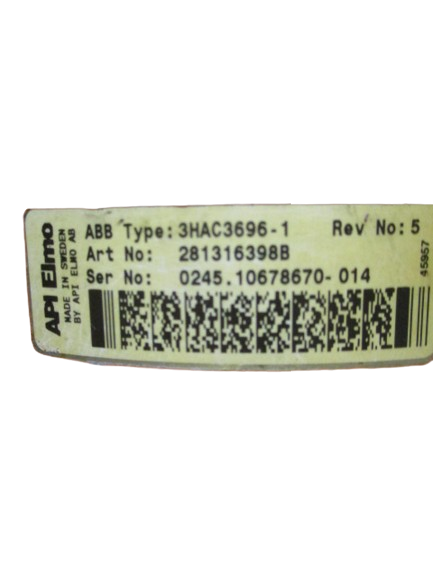 API Elmo
MADE IN SWEDEN
BY API ELMO AB
ABB Type: 3HAC3696-1 Rev No: 5
Art No: 281316398B
Ser No: 0245.10678670-014
45957